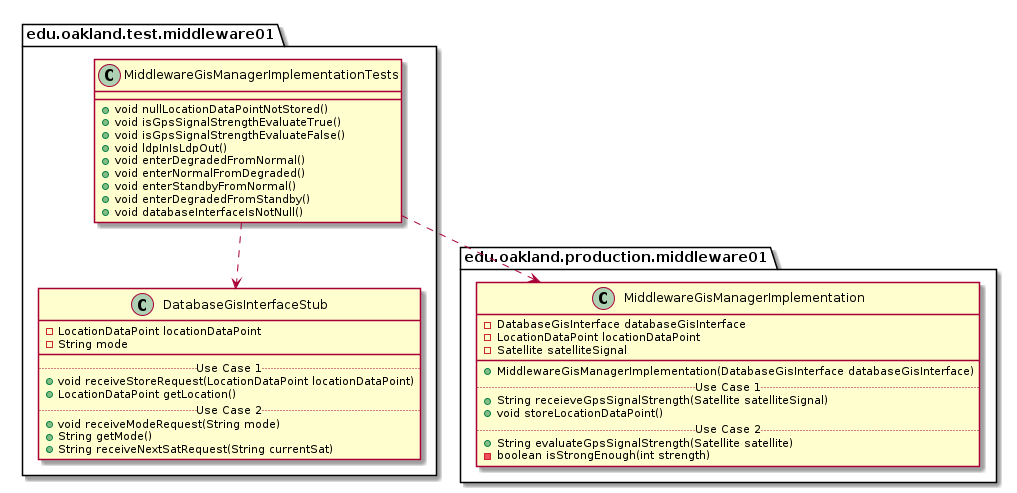 edu.oakland.test.middleware01
C MiddlewareGisManagerImplementationTests
void nullLocationDataPointNotStored()
void isGpsSignalStrengthEvaluateTrue()
void isGpsSignalStrengthEvaluateFalse()
void ldpInIsLdpOut()
void enterDegradedFromNormal()
void enterNormalFromDegraded()
void enterStandbyFromNormal()
void enterDegradedFromStandby()
void databaseInterfaceIsNotNull()
C DatabaseGisInterfaceStub
LocationDataPoint locationDataPoint
String mode
Use Case 1
void receiveStoreRequest(LocationDataPoint locationDataPoint)
LocationDataPoint getLocation()
Use Case 2
void receiveModeRequest(String mode)
String getMode()
String receiveNextSatRequest(String currentSat)
edu.oakland.production.middleware01
C MiddlewareGisManagerImplementation
DatabaseGisInterface databaseGisInterface
LocationDataPoint locationDataPoint
Satellite satelliteSignal
MiddlewareGisManagerImplementation(DatabaseGisInterface databaseGisInterface)
Use Case 1
String receieveGpsSignalStrength(Satellite satelliteSignal)
void storeLocationDataPoint()
Use Case 2
String evaluateGpsSignalStrength(Satellite satellite)
boolean isStrongEnough(int strength)